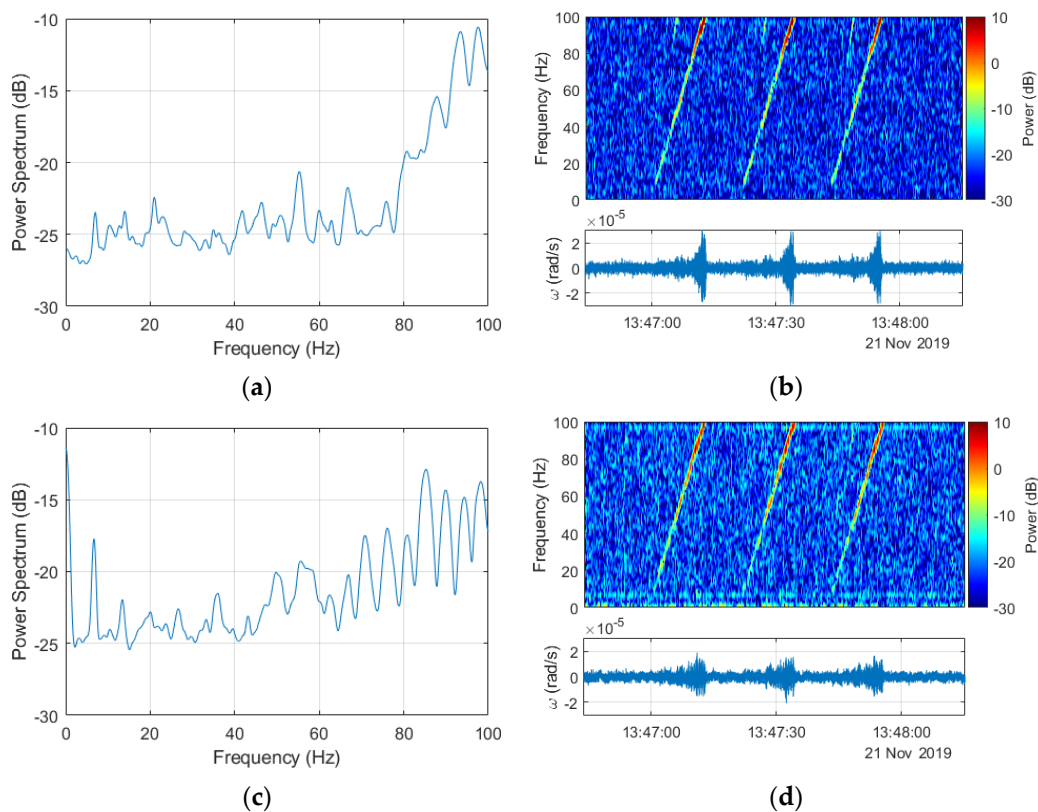 -10
-15
-20
-25
-30
Power Spectrum (dB)
0 20 40 60 80 100
Frequency (Hz)
(a)
100
80
60
40
20
0
Frequency (Hz)
10
0
-10
-20
-30
Power (dB)
×10⁻⁵
2
0
-2
ω (rad/s)
13:47:00 13:47:30 13:48:00
21 Nov 2019
(b)
-10
-15
-20
-25
-30
Power Spectrum (dB)
0 20 40 60 80 100
Frequency (Hz)
(c)
100
80
60
40
20
0
Frequency (Hz)
10
0
-10
-20
-30
Power (dB)
×10⁻⁵
2
0
-2
ω (rad/s)
13:47:00 13:47:30 13:48:00
21 Nov 2019
(d)